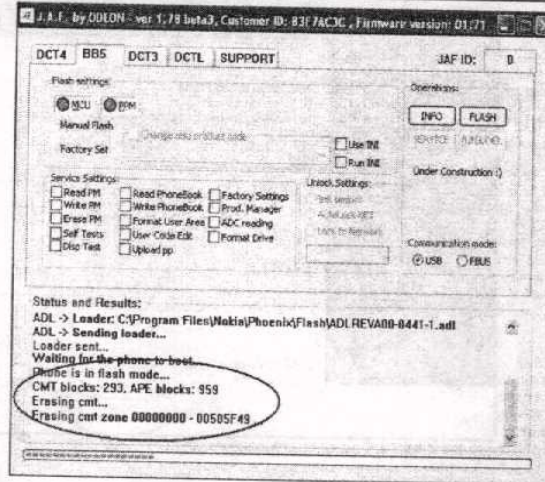 J.A.F. by ODEON - ver 1.78 beta3, Customer ID: 83F7AC3C, Firmware version: 01.71
DCT4 BB5 DCT3 DCTL SUPPORT JAF ID: 0
Flash settings: Operations:
MCU PPM INFO FLASH
Manual Flash
Use INI
Factory Set
Run INI Under Construction :)
Service Settings: Unlock Settings:
Read PM Read PhoneBook Factory Settings
Write PM Write PhoneBook Prod. Manager
Erase PM Format User Area ADC reading
Self Tests User Code Edit Format Drive
Disp Test Upload pp
Communication mode:
USB FBUS
Status and Results:
ADL -> Loader: C:\Program Files\Nokia\Phoenix\Flash\ADLREVA00-0441-1.adl
ADL -> Sending loader...
Loader sent...
Waiting for the phone to boot...
Phone is in flash mode...
CMT blocks: 293, APE blocks: 959
Erasing cmt...
Erasing cmt zone 00000000 - 00505F49